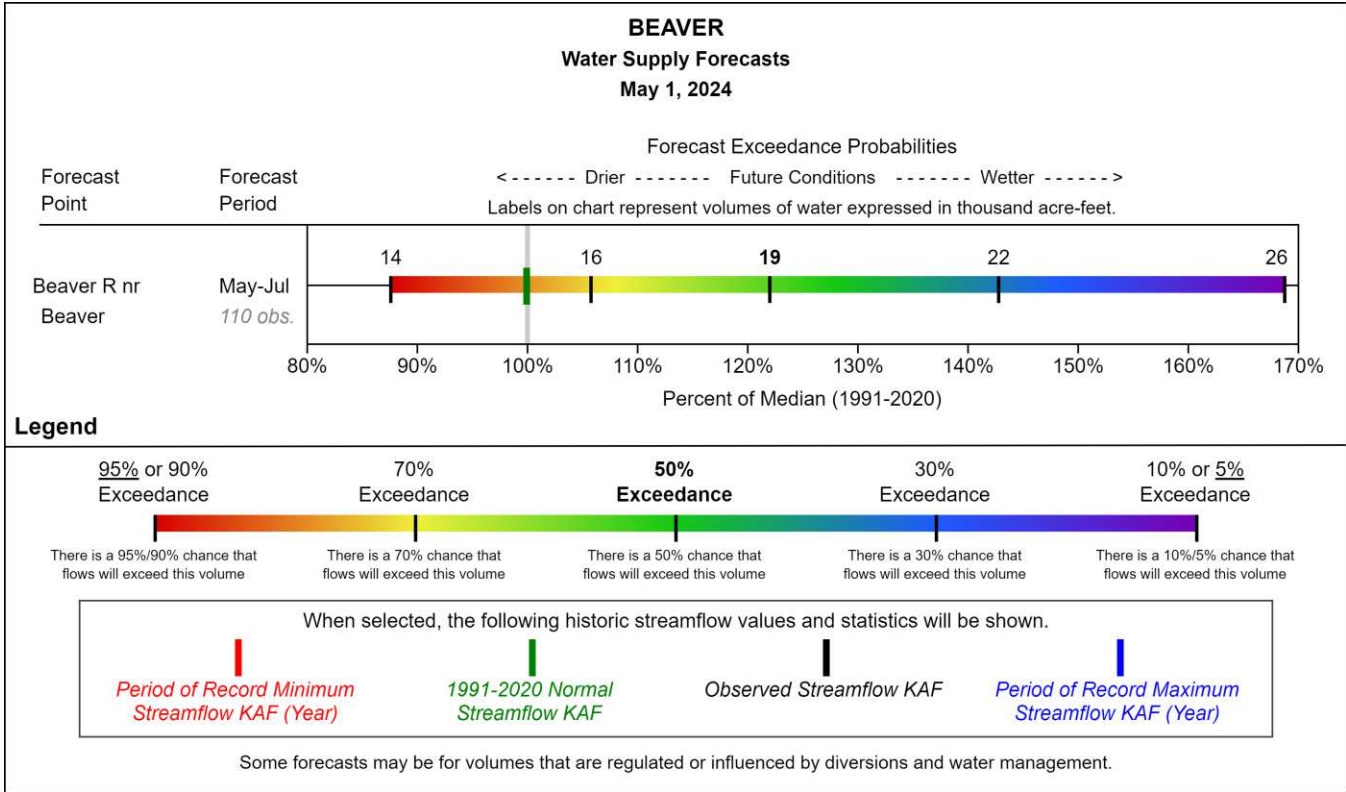 BEAVER
Water Supply Forecasts
May 1, 2024
Forecast Exceedance Probabilities
Forecast Point
Forecast Period
<- - - - - - Drier - - - - - - - Future Conditions - - - - - - - Wetter - - - - - ->
Labels on chart represent volumes of water expressed in thousand acre-feet.
14 16 19 22 26
Beaver R nr Beaver
May-Jul
110 obs.
80% 90% 100% 110% 120% 130% 140% 150% 160% 170%
Percent of Median (1991-2020)
Legend
95% or 90% Exceedance
70% Exceedance
50% Exceedance
30% Exceedance
10% or 5% Exceedance
There is a 95%/90% chance that
flows will exceed this volume
There is a 70% chance that
flows will exceed this volume
There is a 50% chance that
flows will exceed this volume
There is a 30% chance that
flows will exceed this volume
There is a 10%/5% chance that
flows will exceed this volume
When selected, the following historic streamflow values and statistics will be shown.
Period of Record Minimum
Streamflow KAF (Year)
1991-2020 Normal
Streamflow KAF
Observed Streamflow KAF
Period of Record Maximum
Streamflow KAF (Year)
Some forecasts may be for volumes that are regulated or influenced by diversions and water management.